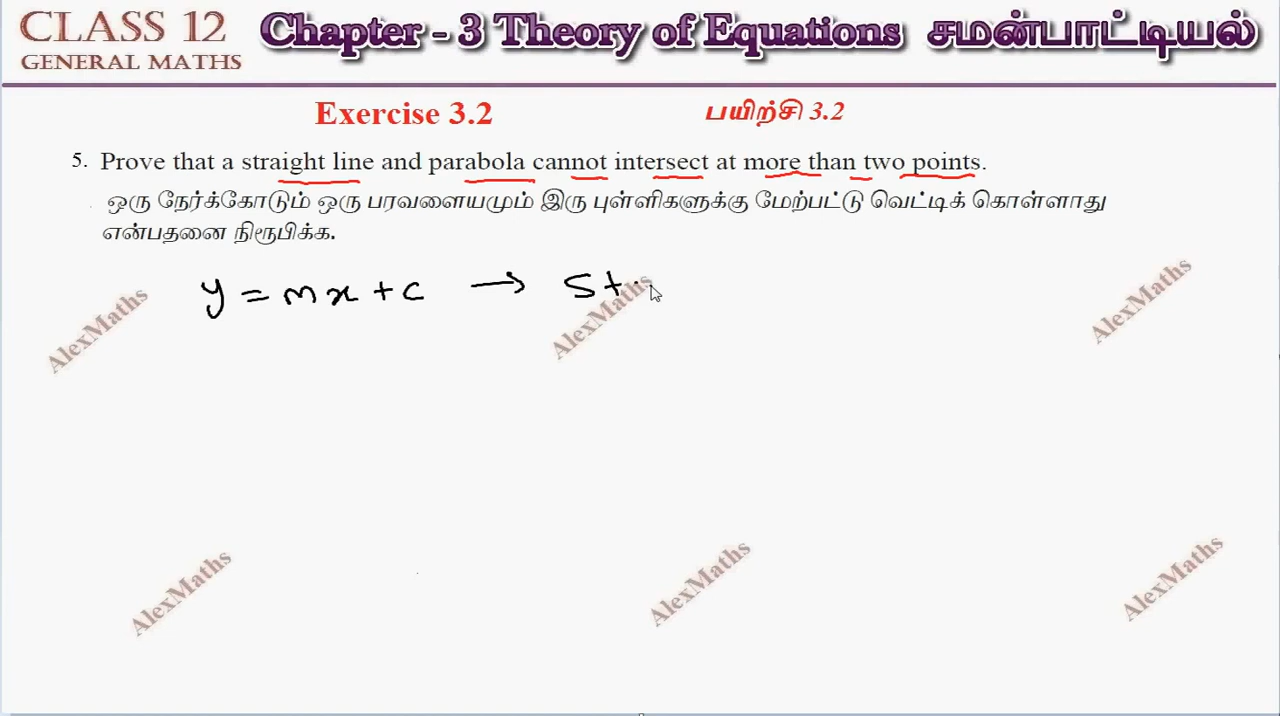 CLASS 12
GENERAL MATHS
Chapter - 3 Theory of Equations சமன்பாட்டியல்
Exercise 3.2
பயிற்சி 3.2
5. Prove that a straight line and parabola cannot intersect at more than two points.
ஒரு நேர்க்கோடும் ஒரு பரவளையமும் இரு புள்ளிகளுக்கு மேற்பட்டு வெட்டிக் கொள்ளாது
என்பதனை நிரூபிக்க.
y = mx + c → St
AlexMaths
AlexMaths
AlexMaths
AlexMaths
AlexMaths
AlexMaths